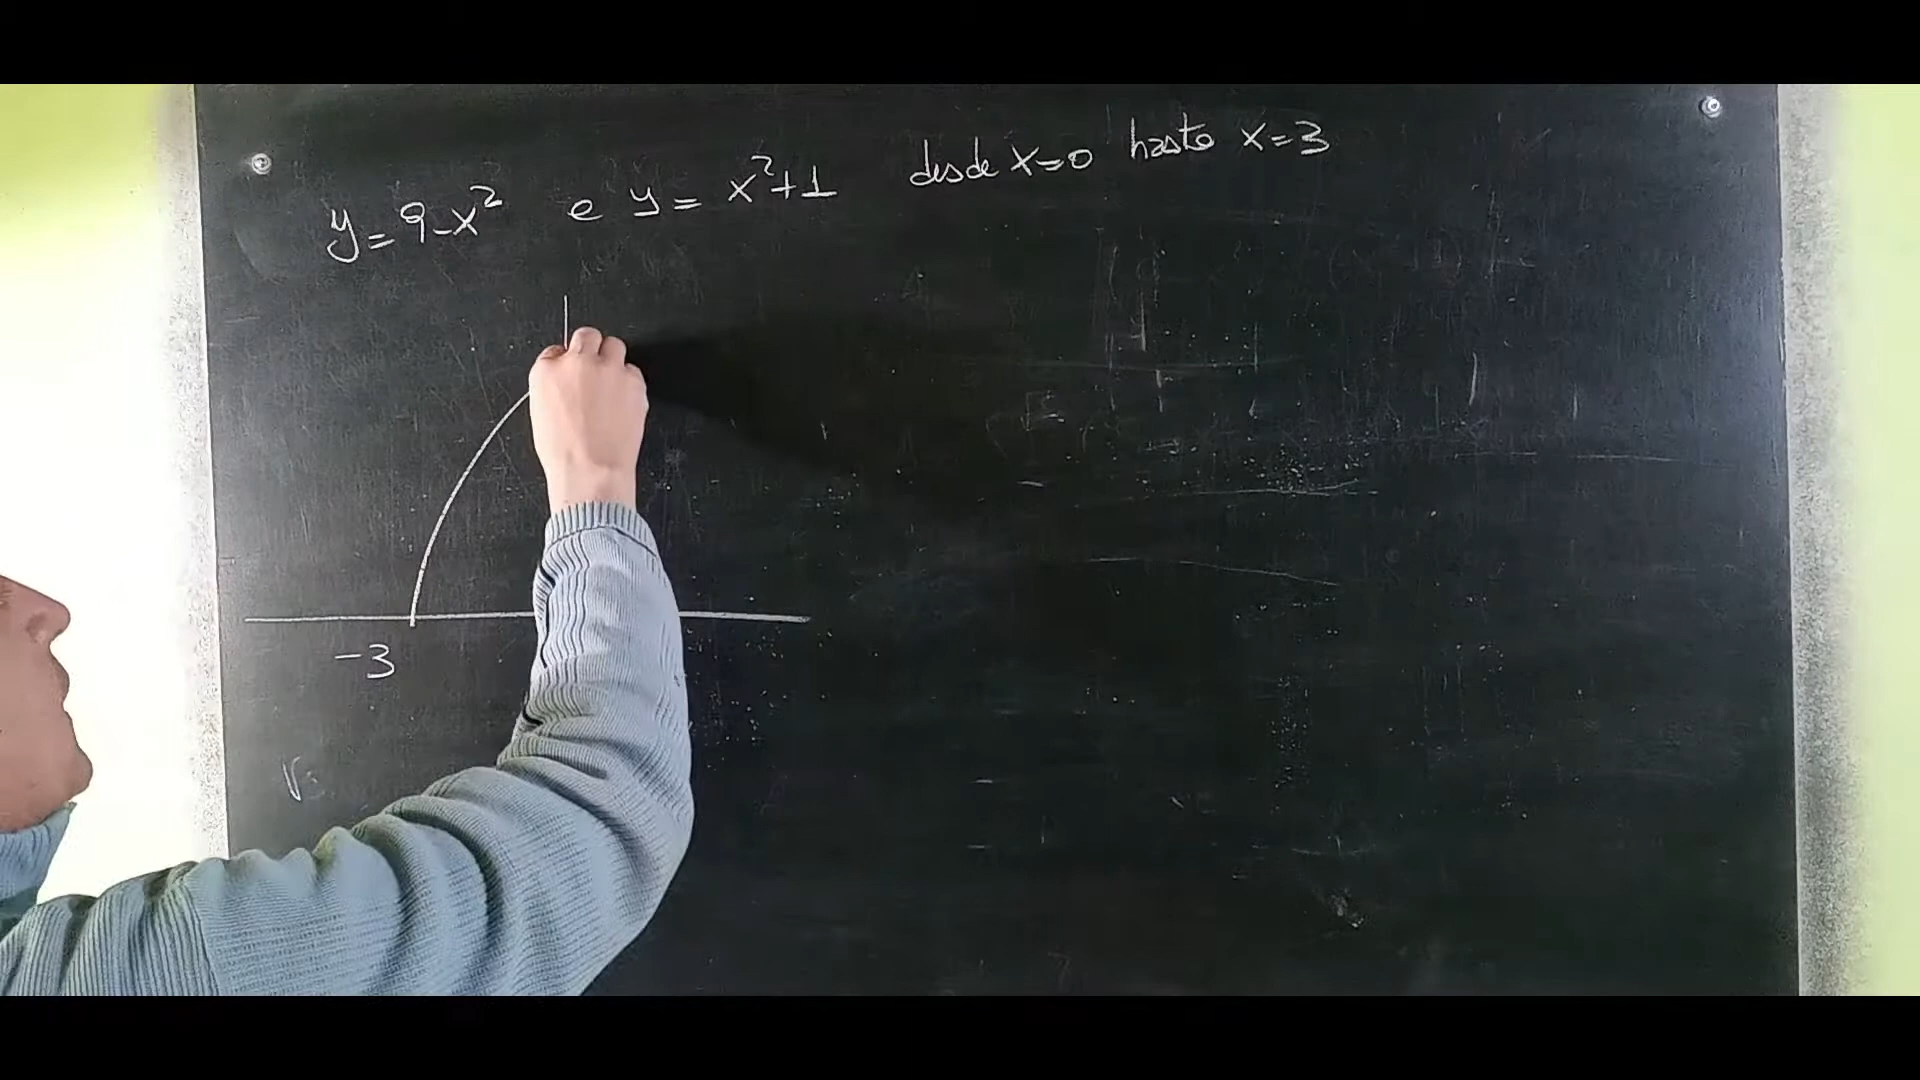 y = 9-x² e y = x²+1 desde x=0 hasta x=3
-3